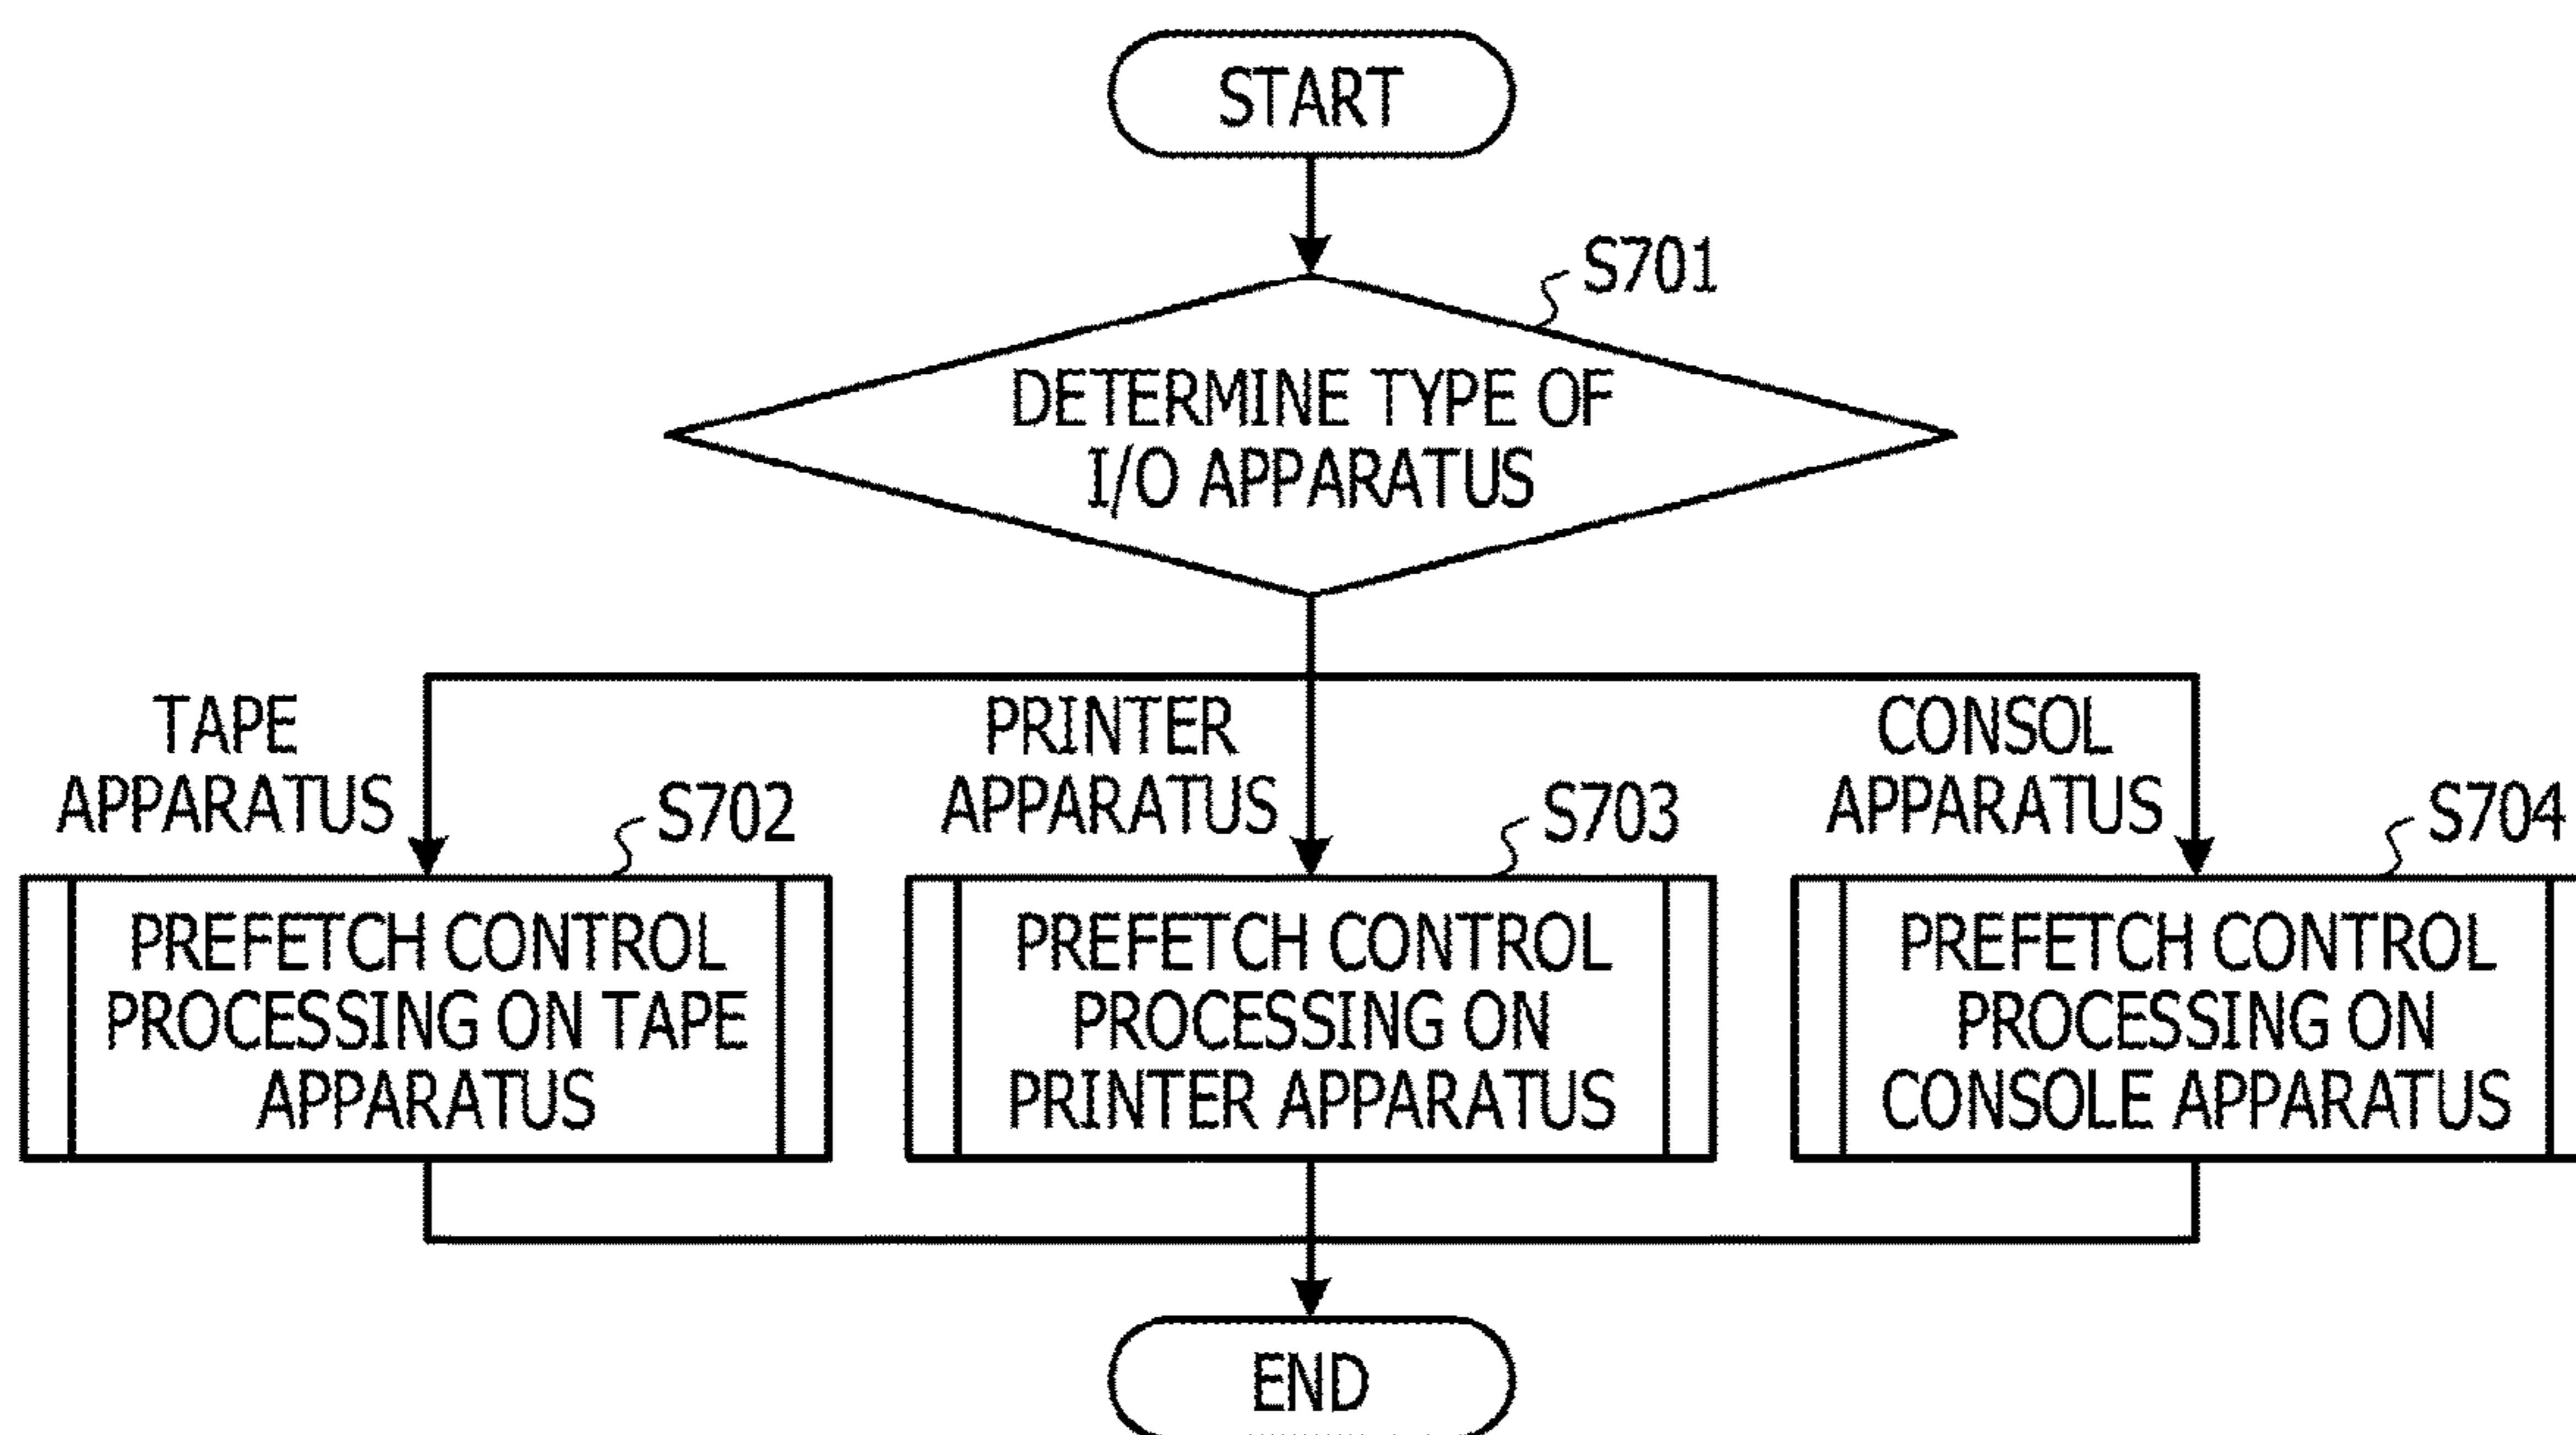 START
S701
DETERMINE TYPE OF
I/O APPARATUS
TAPE
APPARATUS
S702
PREFETCH CONTROL
PROCESSING ON TAPE
APPARATUS
PRINTER
APPARATUS
S703
PREFETCH CONTROL
PROCESSING ON
PRINTER APPARATUS
CONSOL
APPARATUS
S704
PREFETCH CONTROL
PROCESSING ON
CONSOLE APPARATUS
END